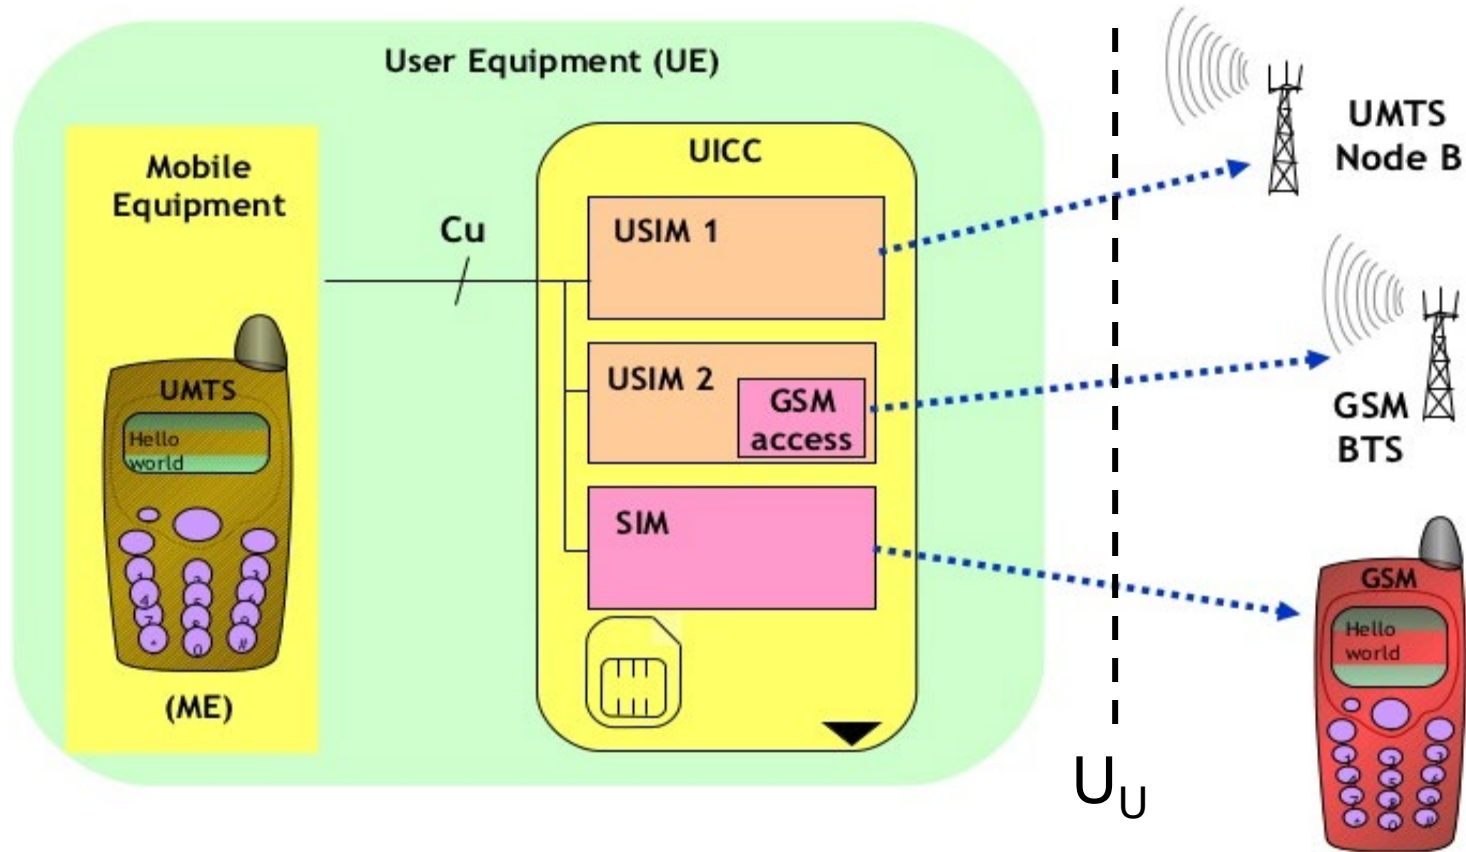 User Equipment (UE)
Mobile
Equipment
UMTS
Hello
world
(ME)
Cu
UICC
USIM 1
USIM 2
GSM
access
SIM
UMTS
Node B
GSM
BTS
GSM
Hello
world
UU